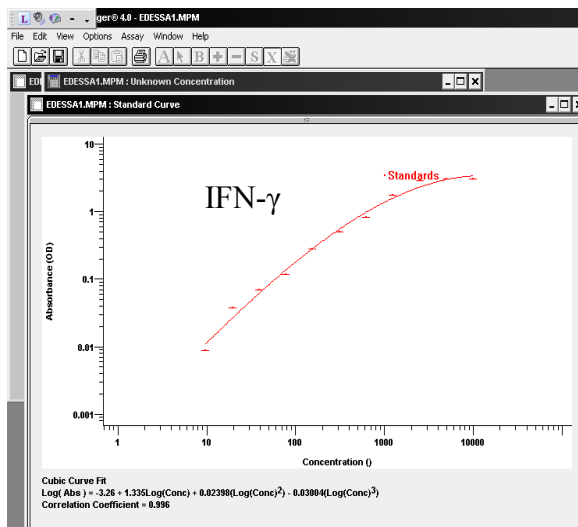 ger® 4.0 - EDESSA1.MPM
File Edit View Options Assay Window Help
A B + − S X
EDI EDESSA1.MPM : Unknown Concentration
EDESSA1.MPM : Standard Curve
10
IFN-γ
Standards
1
Absorbance (OD)
0.1
0.01
0.001
1 10 100 1000 10000
Concentration ()
Cubic Curve Fit
Log( Abs ) = -3.26 + 1.335Log(Conc) + 0.02398(Log(Conc)²) - 0.03004(Log(Conc)³)
Correlation Coefficient = 0.996